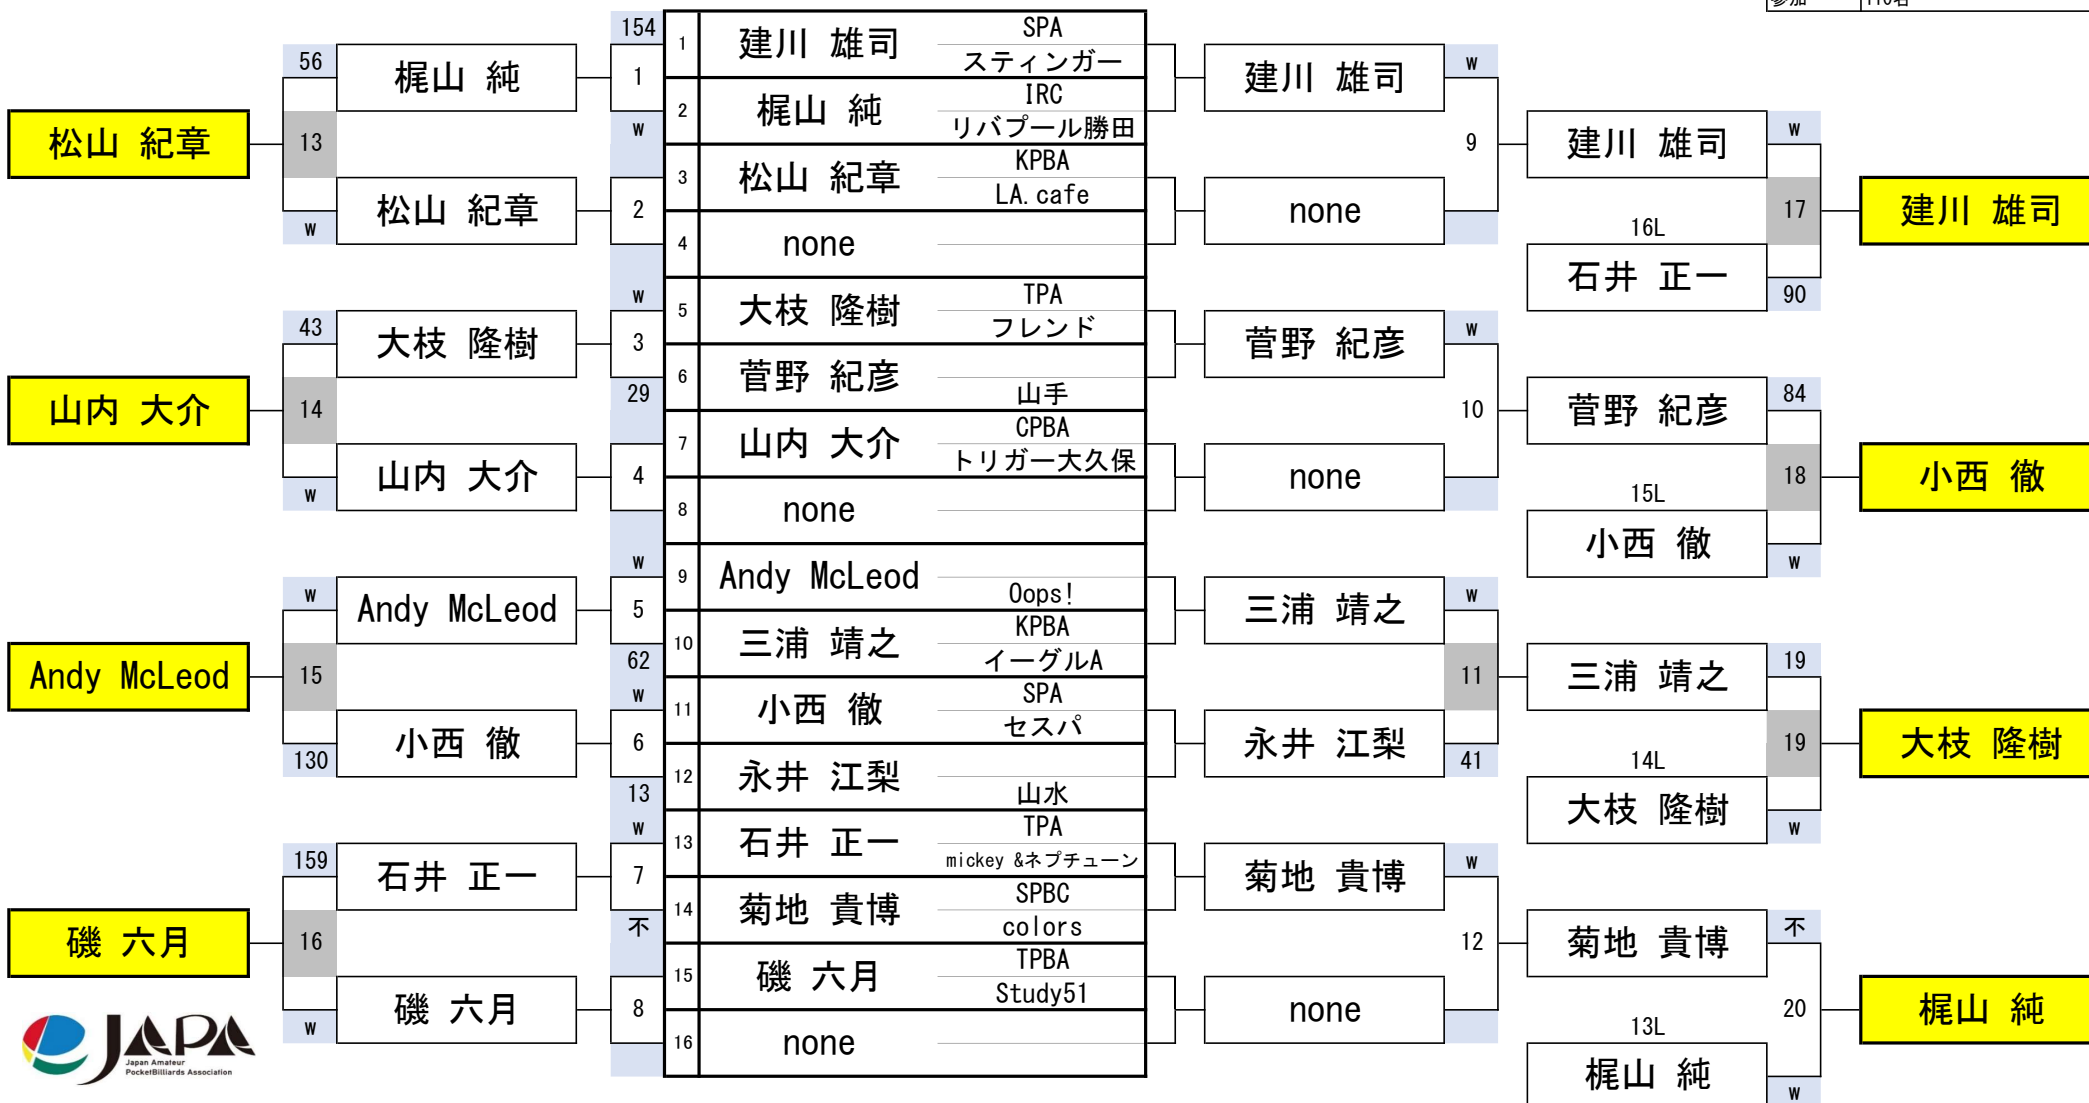 参加 110名
154 1 建川 雄司 SPA
スティンガー
56 梶山 純 1 建川 雄司 W
2 梶山 純 IRC
リバプール勝田
W
松山 紀章 13 9 建川 雄司 W
3 松山 紀章 KPBA
LA.cafe
W 松山 紀章 2 none 17 建川 雄司
16L
4 none
石井 正一 90
W 5 大枝 隆樹 TPA
フレンド
43 大枝 隆樹 3 菅野 紀彦 W
6 菅野 紀彦
山手
29
山内 大介 14 10 菅野 紀彦 84
7 山内 大介 CPBA
トリガー大久保
W 山内 大介 4 none 18 小西 徹
15L
8 none
小西 徹 W
W 9 Andy McLeod
Oops!
W Andy McLeod 5 三浦 靖之 W
10 三浦 靖之 KPBA
イーグルA
62
Andy McLeod 15 11 三浦 靖之 19
W 11 小西 徹 SPA
セスパ
130 小西 徹 6 永井 江梨 41 19 大枝 隆樹
14L
12 永井 江梨
山水
13
大枝 隆樹 W
W 13 石井 正一 TPA
mickey &ネプチューン
159 石井 正一 7 菊地 貴博 W
14 菊地 貴博 SPBC
colors
不
磯 六月 16 12 菊地 貴博 不
15 磯 六月 TPBA
Study51
W 磯 六月 8 none 20 梶山 純
13L
16 none
梶山 純 W
JAPA
Japan Amateur
PocketBilliards Association